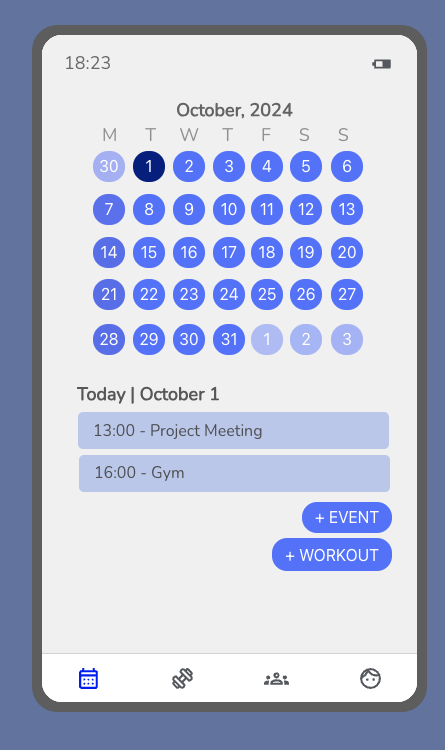 18:23
October, 2024
M T W T F S S
30 1 2 3 4 5 6
7 8 9 10 11 12 13
14 15 16 17 18 19 20
21 22 23 24 25 26 27
28 29 30 31 1 2 3
Today | October 1
13:00 - Project Meeting
16:00 - Gym
+ EVENT
+ WORKOUT